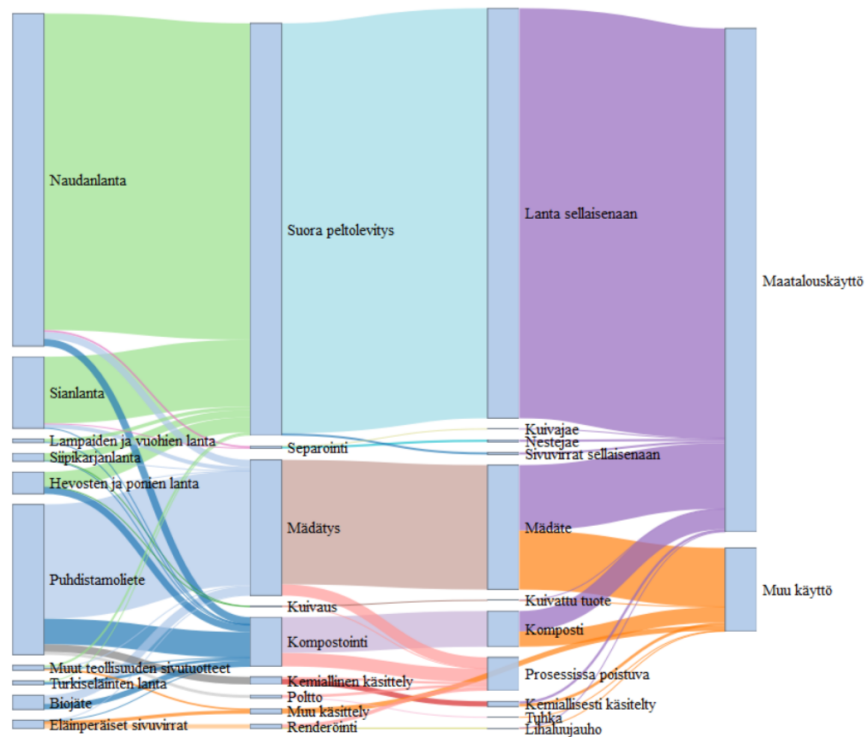 Naudanlanta
Sianlanta
Lampaiden ja vuohien lanta
Siipikarjanlanta
Hevosten ja ponien lanta
Puhdistamoliete
Muut teollisuuden sivutuotteet
Turkiseläinten lanta
Biojäte
Eläinperäiset sivuvirrat
Suora peltolevitys
Separointi
Mädätys
Kuivaus
Kompostointi
Kemiallinen käsittely
Poltto
Muu käsittely
Renderöinti
Lanta sellaisenaan
Kuivajae
Nestejae
Sivuvirrat sellaisenaan
Mädäte
Kuivattu tuote
Komposti
Prosessissa poistuva
Kemiallisesti käsitelty
Tuhka
Lihaluujauho
Maatalouskäyttö
Muu käyttö